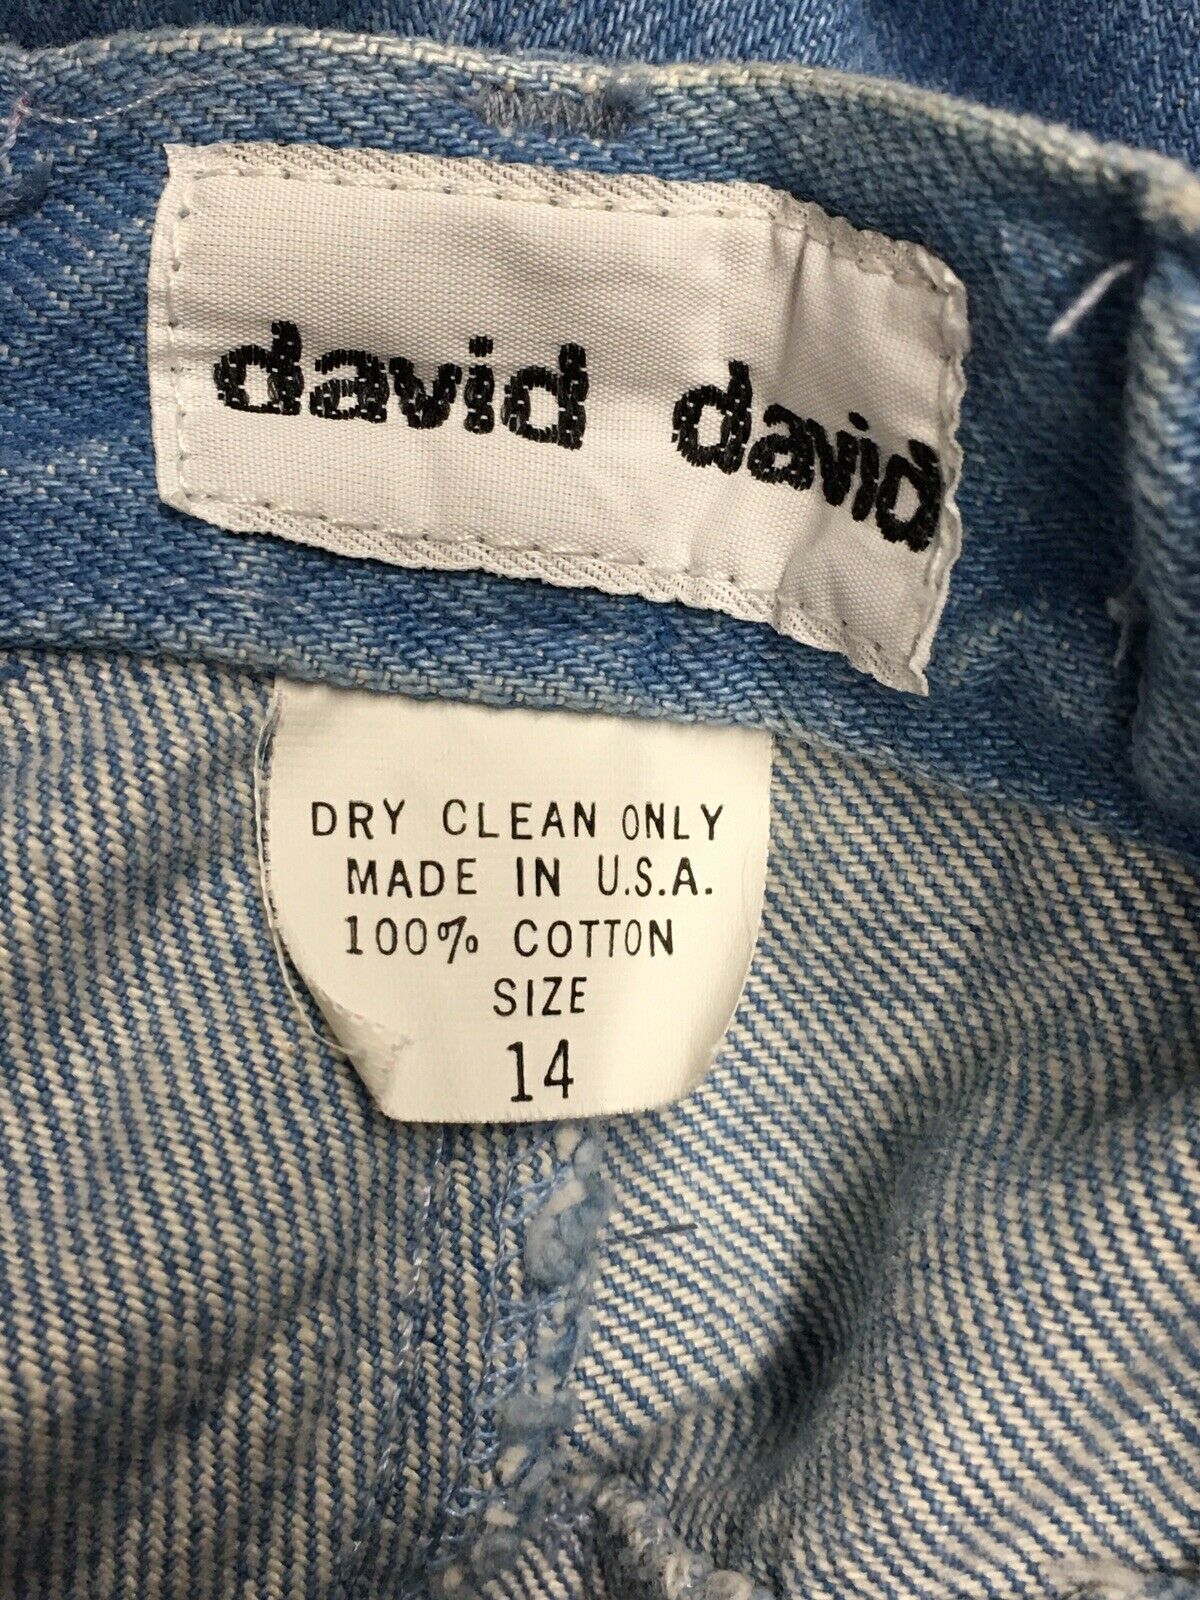 david david
DRY CLEAN ONLY
MADE IN U.S.A.
100% COTTON
SIZE
14